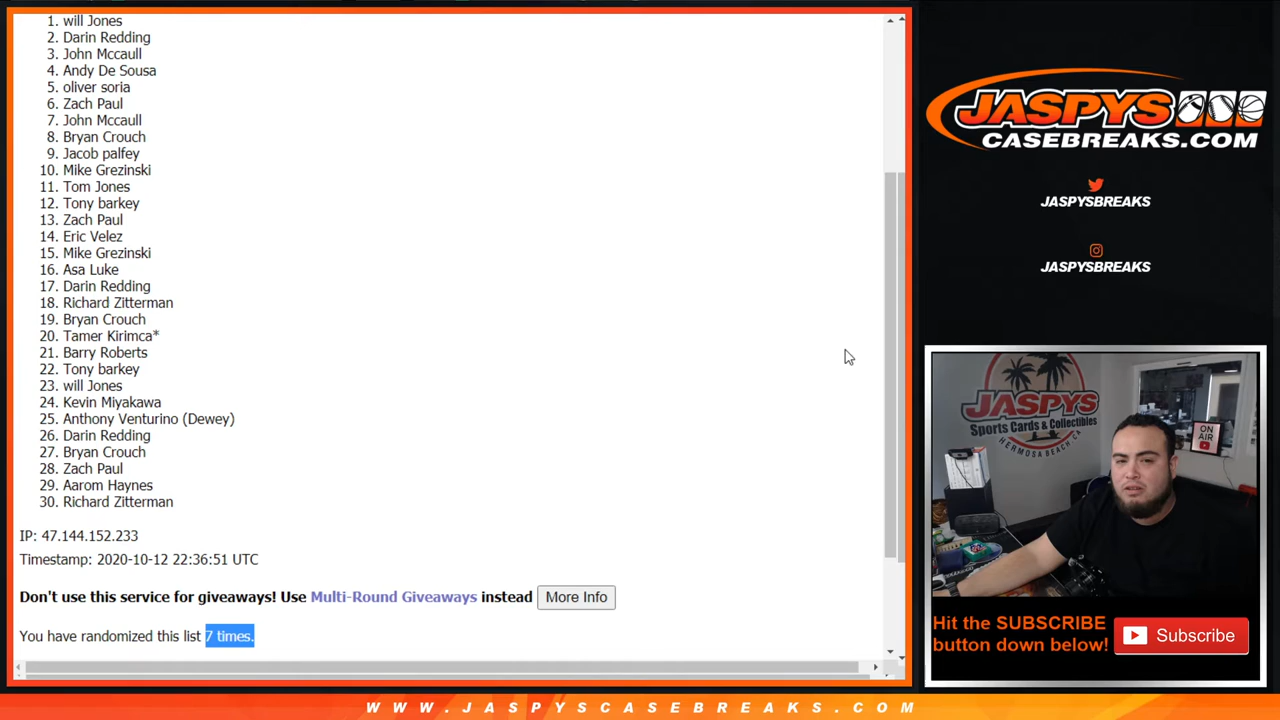 1. will Jones
2. Darin Redding
3. John Mccaull
4. Andy De Sousa
5. oliver soria
6. Zach Paul
7. John Mccaull
8. Bryan Crouch
9. Jacob palfey
10. Mike Grezinski
11. Tom Jones
12. Tony barkey
13. Zach Paul
14. Eric Velez
15. Mike Grezinski
16. Asa Luke
17. Darin Redding
18. Richard Zitterman
19. Bryan Crouch
20. Tamer Kirimca*
21. Barry Roberts
22. Tony barkey
23. will Jones
24. Kevin Miyakawa
25. Anthony Venturino (Dewey)
26. Darin Redding
27. Bryan Crouch
28. Zach Paul
29. Aarom Haynes
30. Richard Zitterman
IP: 47.144.152.233
Timestamp: 2020-10-12 22:36:51 UTC
Don't use this service for giveaways! Use Multi-Round Giveaways instead More Info
You have randomized this list 7 times.
JASPYS
CASEBREAKS.COM
JASPYSBREAKS
JASPYSBREAKS
JASPYS
Sports Cards & Collectibles
HERMOSA BEACH CA
ON
AIR
Hit the SUBSCRIBE
button down below!
Subscribe
WWW.JASPYSCASEBREAKS.COM